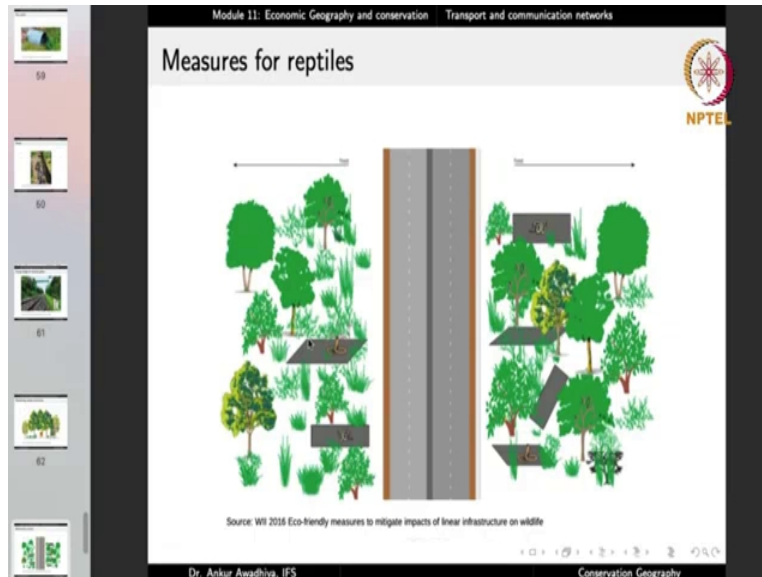 Module 11: Economic Geography and conservation Transport and communication networks
Measures for reptiles
NPTEL
59
60
61
62
Source: WII 2016 Eco-friendly measures to mitigate impacts of linear infrastructure on wildlife
Dr. Ankur Awadhiya, IFS Conservation Geography